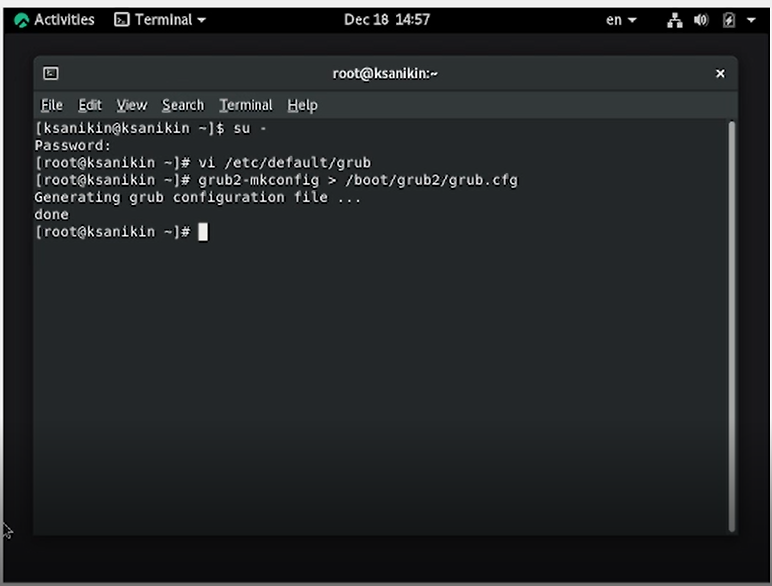 Activities Terminal Dec 18 14:57 en
root@ksanikin:~
File Edit View Search Terminal Help
[ksanikin@ksanikin ~]$ su -
Password:
[root@ksanikin ~]# vi /etc/default/grub
[root@ksanikin ~]# grub2-mkconfig > /boot/grub2/grub.cfg
Generating grub configuration file ...
done
[root@ksanikin ~]#